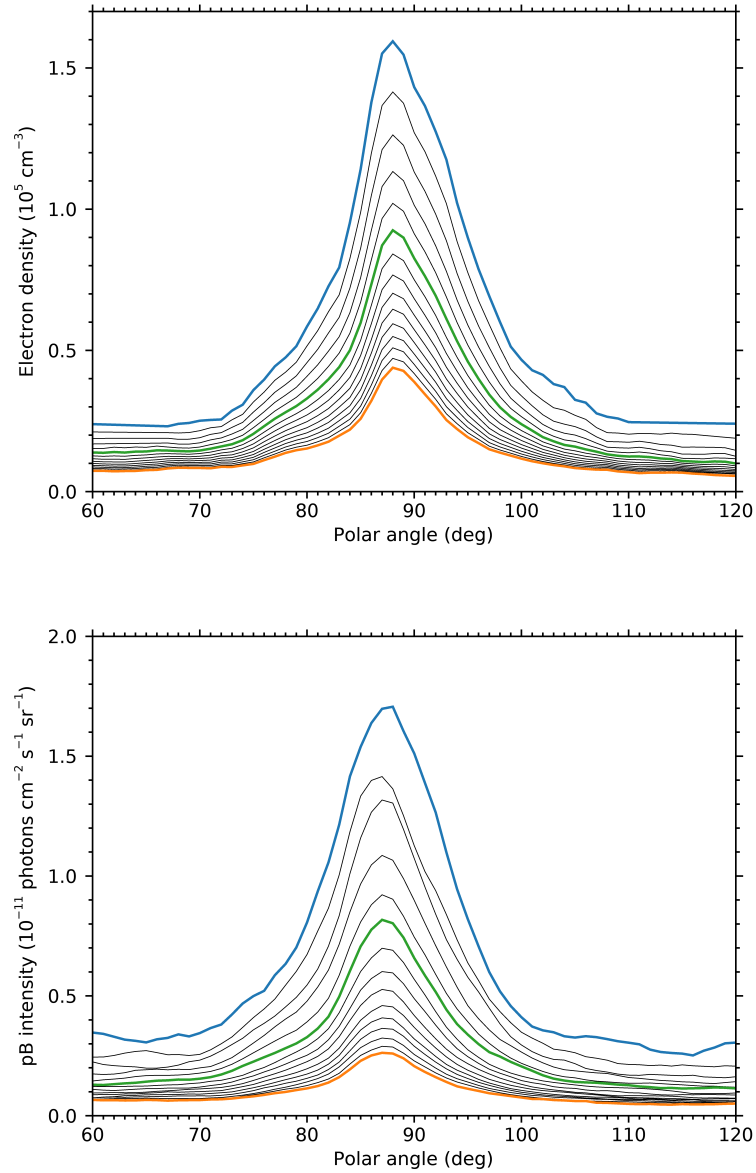 1.5
1.0
0.5
0.0
Electron density (10⁵ cm⁻³)
60 70 80 90 100 110 120
Polar angle (deg)
2.0
1.5
1.0
0.5
0.0
pB intensity (10⁻¹¹ photons cm⁻² s⁻¹ sr⁻¹)
60 70 80 90 100 110 120
Polar angle (deg)